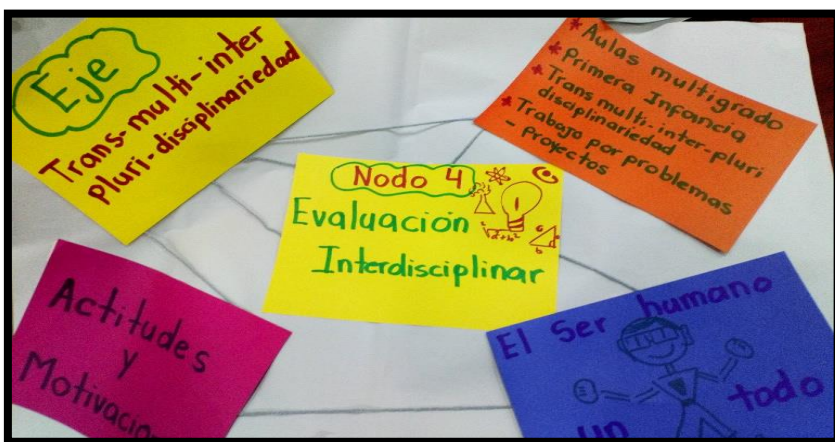 Eje
Trans-multi-inter
pluri-disciplinariedad
* Aulas multigrado
* Primera Infancia
* Trans multi-inter-pluri
disciplinariedad
* Trabajo por problemas
- proyectos
Nodo 4
Evaluación
Interdisciplinar
Actitudes
y
El Ser humano
todo
un